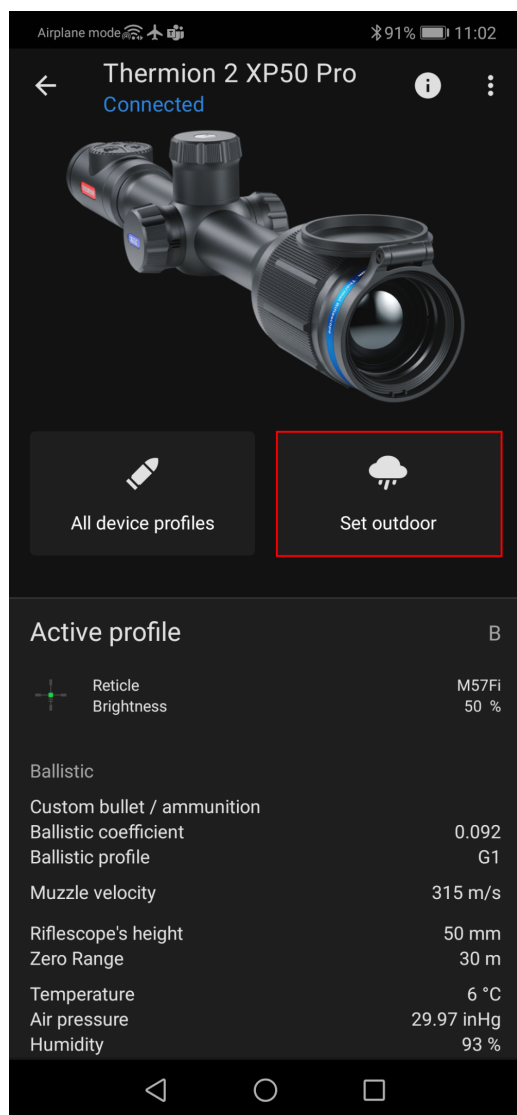 Airplane mode 91% 11:02
Thermion 2 XP50 Pro
Connected
All device profiles
Set outdoor
Active profile B
Reticle M57Fi
Brightness 50 %
Ballistic
Custom bullet / ammunition
Ballistic coefficient 0.092
Ballistic profile G1
Muzzle velocity 315 m/s
Riflescope's height 50 mm
Zero Range 30 m
Temperature 6 °C
Air pressure 29.97 inHg
Humidity 93 %